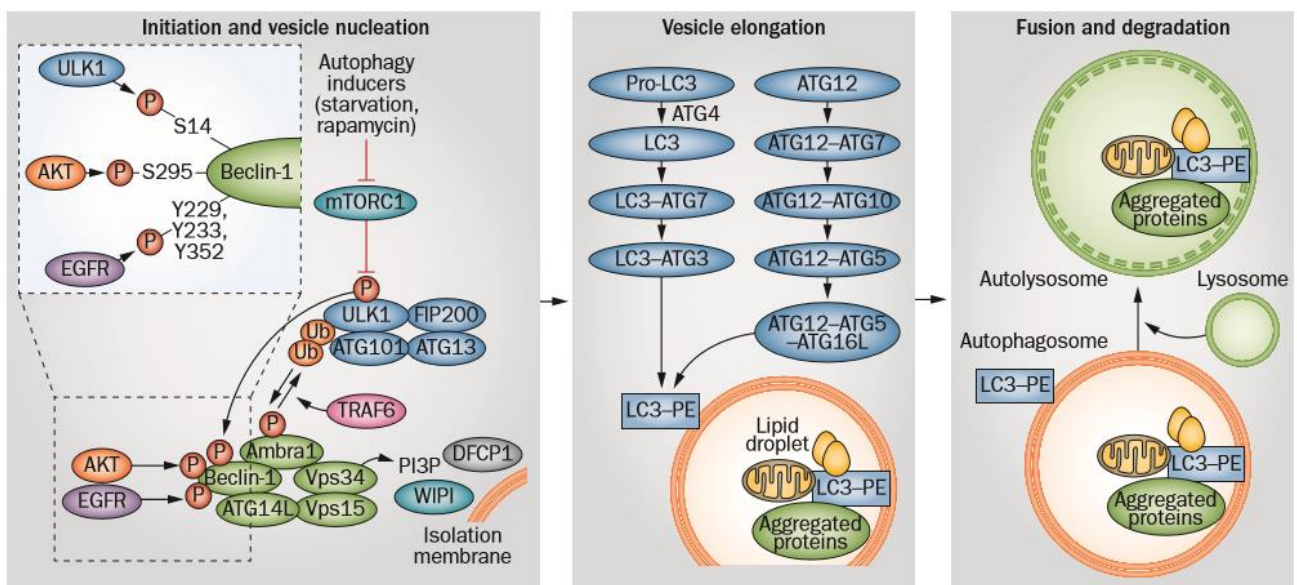 Initiation and vesicle nucleation
ULK1
P
S14
AKT
P
S295
Beclin-1
Y229,
Y233,
Y352
P
EGFR
Autophagy
inducers
(starvation,
rapamycin)
mTORC1
P
ULK1
FIP200
Ub
Ub
ATG101
ATG13
TRAF6
P
Ambra1
P
P
AKT
Beclin-1
Vps34
PI3P
DFCP1
EGFR
P
ATG14L
Vps15
WIPI
Isolation
membrane
Vesicle elongation
Pro-LC3
ATG4
LC3
LC3–ATG7
LC3–ATG3
ATG12
ATG12–ATG7
ATG12–ATG10
ATG12–ATG5
ATG12–ATG5
–ATG16L
LC3–PE
Lipid
droplet
LC3–PE
Aggregated
proteins
Fusion and degradation
LC3–PE
Aggregated
proteins
Autolysosome
Lysosome
Autophagosome
LC3–PE
LC3–PE
Aggregated
proteins